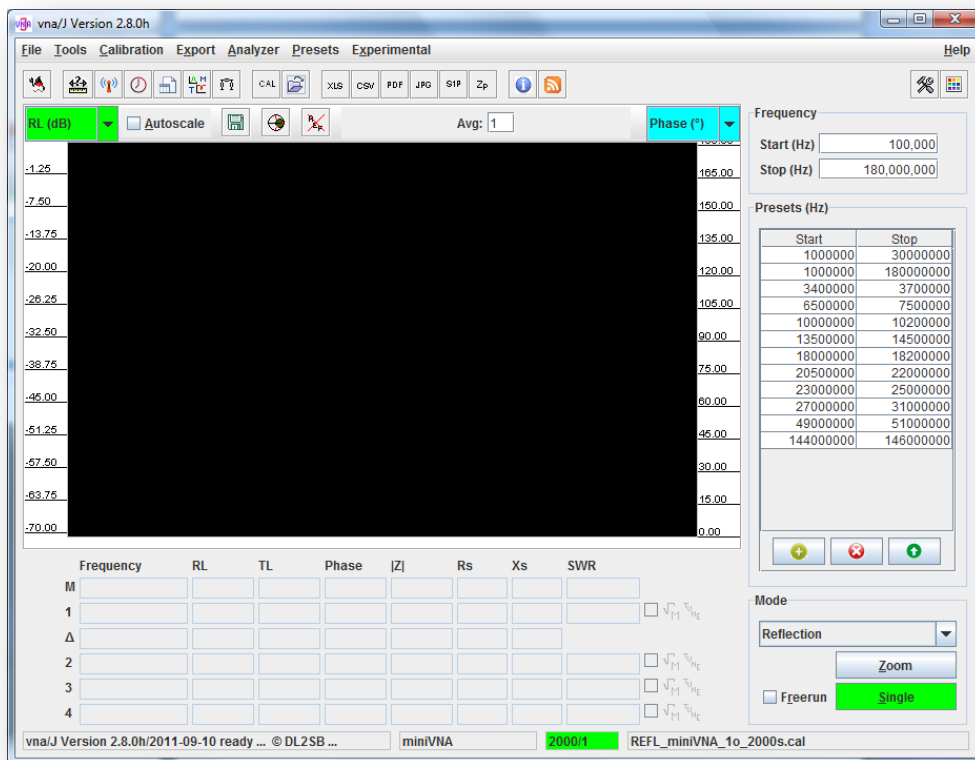 vna/J Version 2.8.0h
File Tools Calibration Export Analyzer Presets Experimental Help
CAL XLS CSV PDF JPG S1P Zp
RL (dB) Autoscale Avg: 1 Phase (°)
-1.25
-7.50
-13.75
-20.00
-26.25
-32.50
-38.75
-45.00
-51.25
-57.50
-63.75
-70.00
165.00
150.00
135.00
120.00
105.00
90.00
75.00
60.00
45.00
30.00
15.00
0.00
Frequency
Start (Hz) 100,000
Stop (Hz) 180,000,000
Presets (Hz)
Start Stop
1000000 30000000
1000000 180000000
3400000 3700000
6500000 7500000
10000000 10200000
13500000 14500000
18000000 18200000
20500000 22000000
23000000 25000000
27000000 31000000
49000000 51000000
144000000 146000000
Frequency RL TL Phase |Z| Rs Xs SWR
M
1 √M TUNE
Δ
2 √M TUNE
3 √M TUNE
4 √M TUNE
Mode
Reflection
Zoom
Freerun Single
vna/J Version 2.8.0h/2011-09-10 ready ... © DL2SB ... miniVNA 2000/1 REFL_miniVNA_1o_2000s.cal